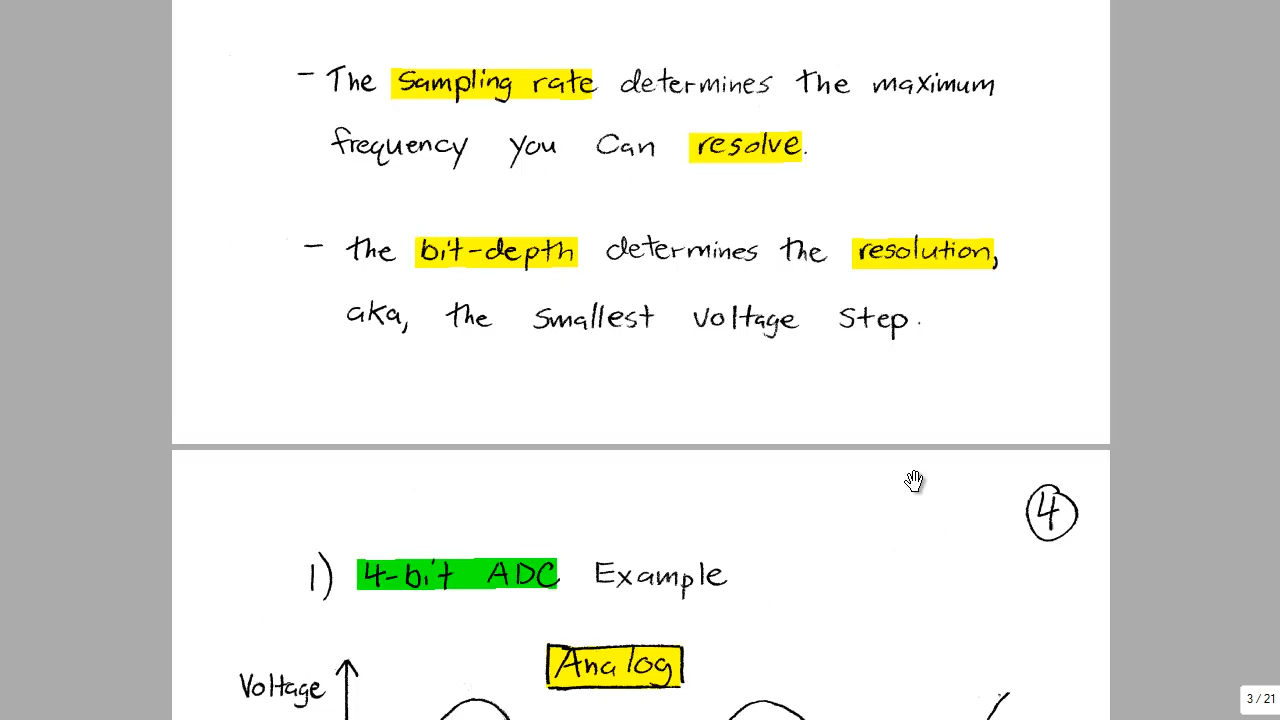 - The Sampling rate determines the maximum
frequency you Can resolve.
- the bit-depth determines the resolution,
aka, the Smallest Voltage Step.
4
1) 4-bit ADC Example
Analog
Voltage
3 / 21